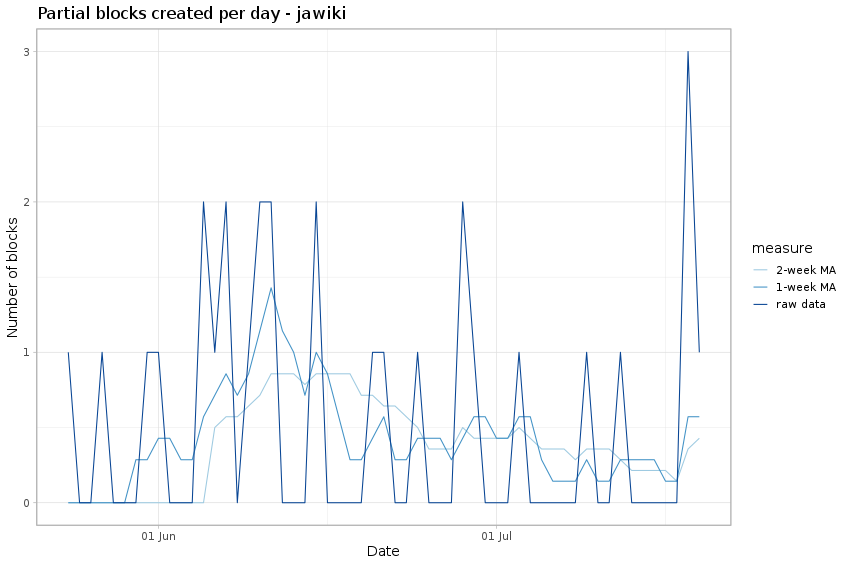 Partial blocks created per day - jawiki
3
2
1
0
Number of blocks
01 Jun
01 Jul
Date
measure
2-week MA
1-week MA
raw data